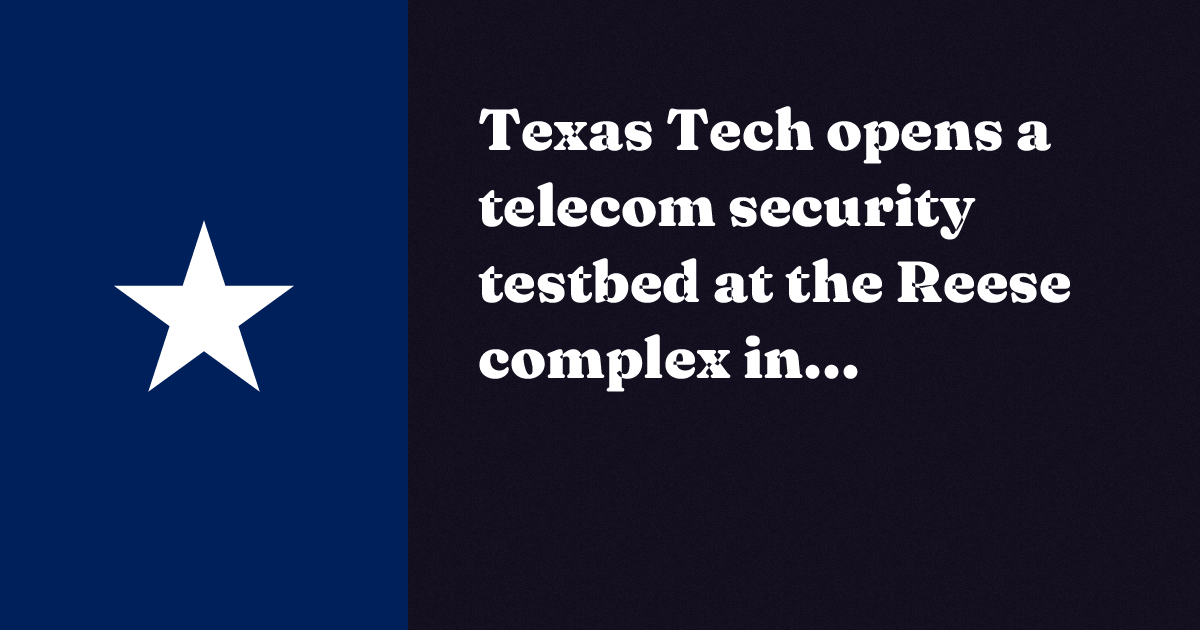 Texas Tech opens a
telecom security
testbed at the Reese
complex in...